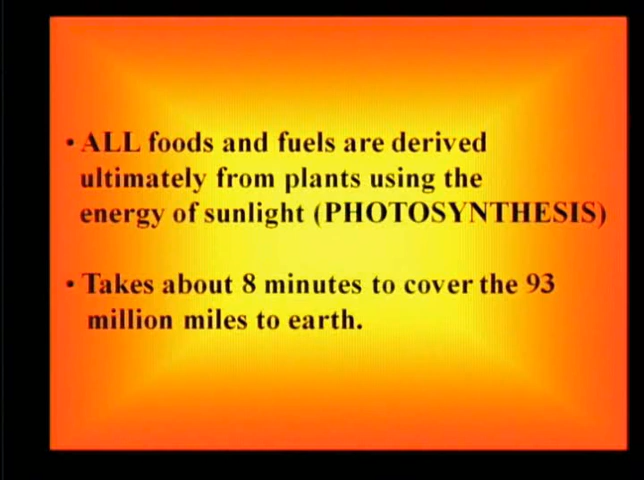 • ALL foods and fuels are derived
ultimately from plants using the
energy of sunlight (PHOTOSYNTHESIS)
• Takes about 8 minutes to cover the 93
million miles to earth.